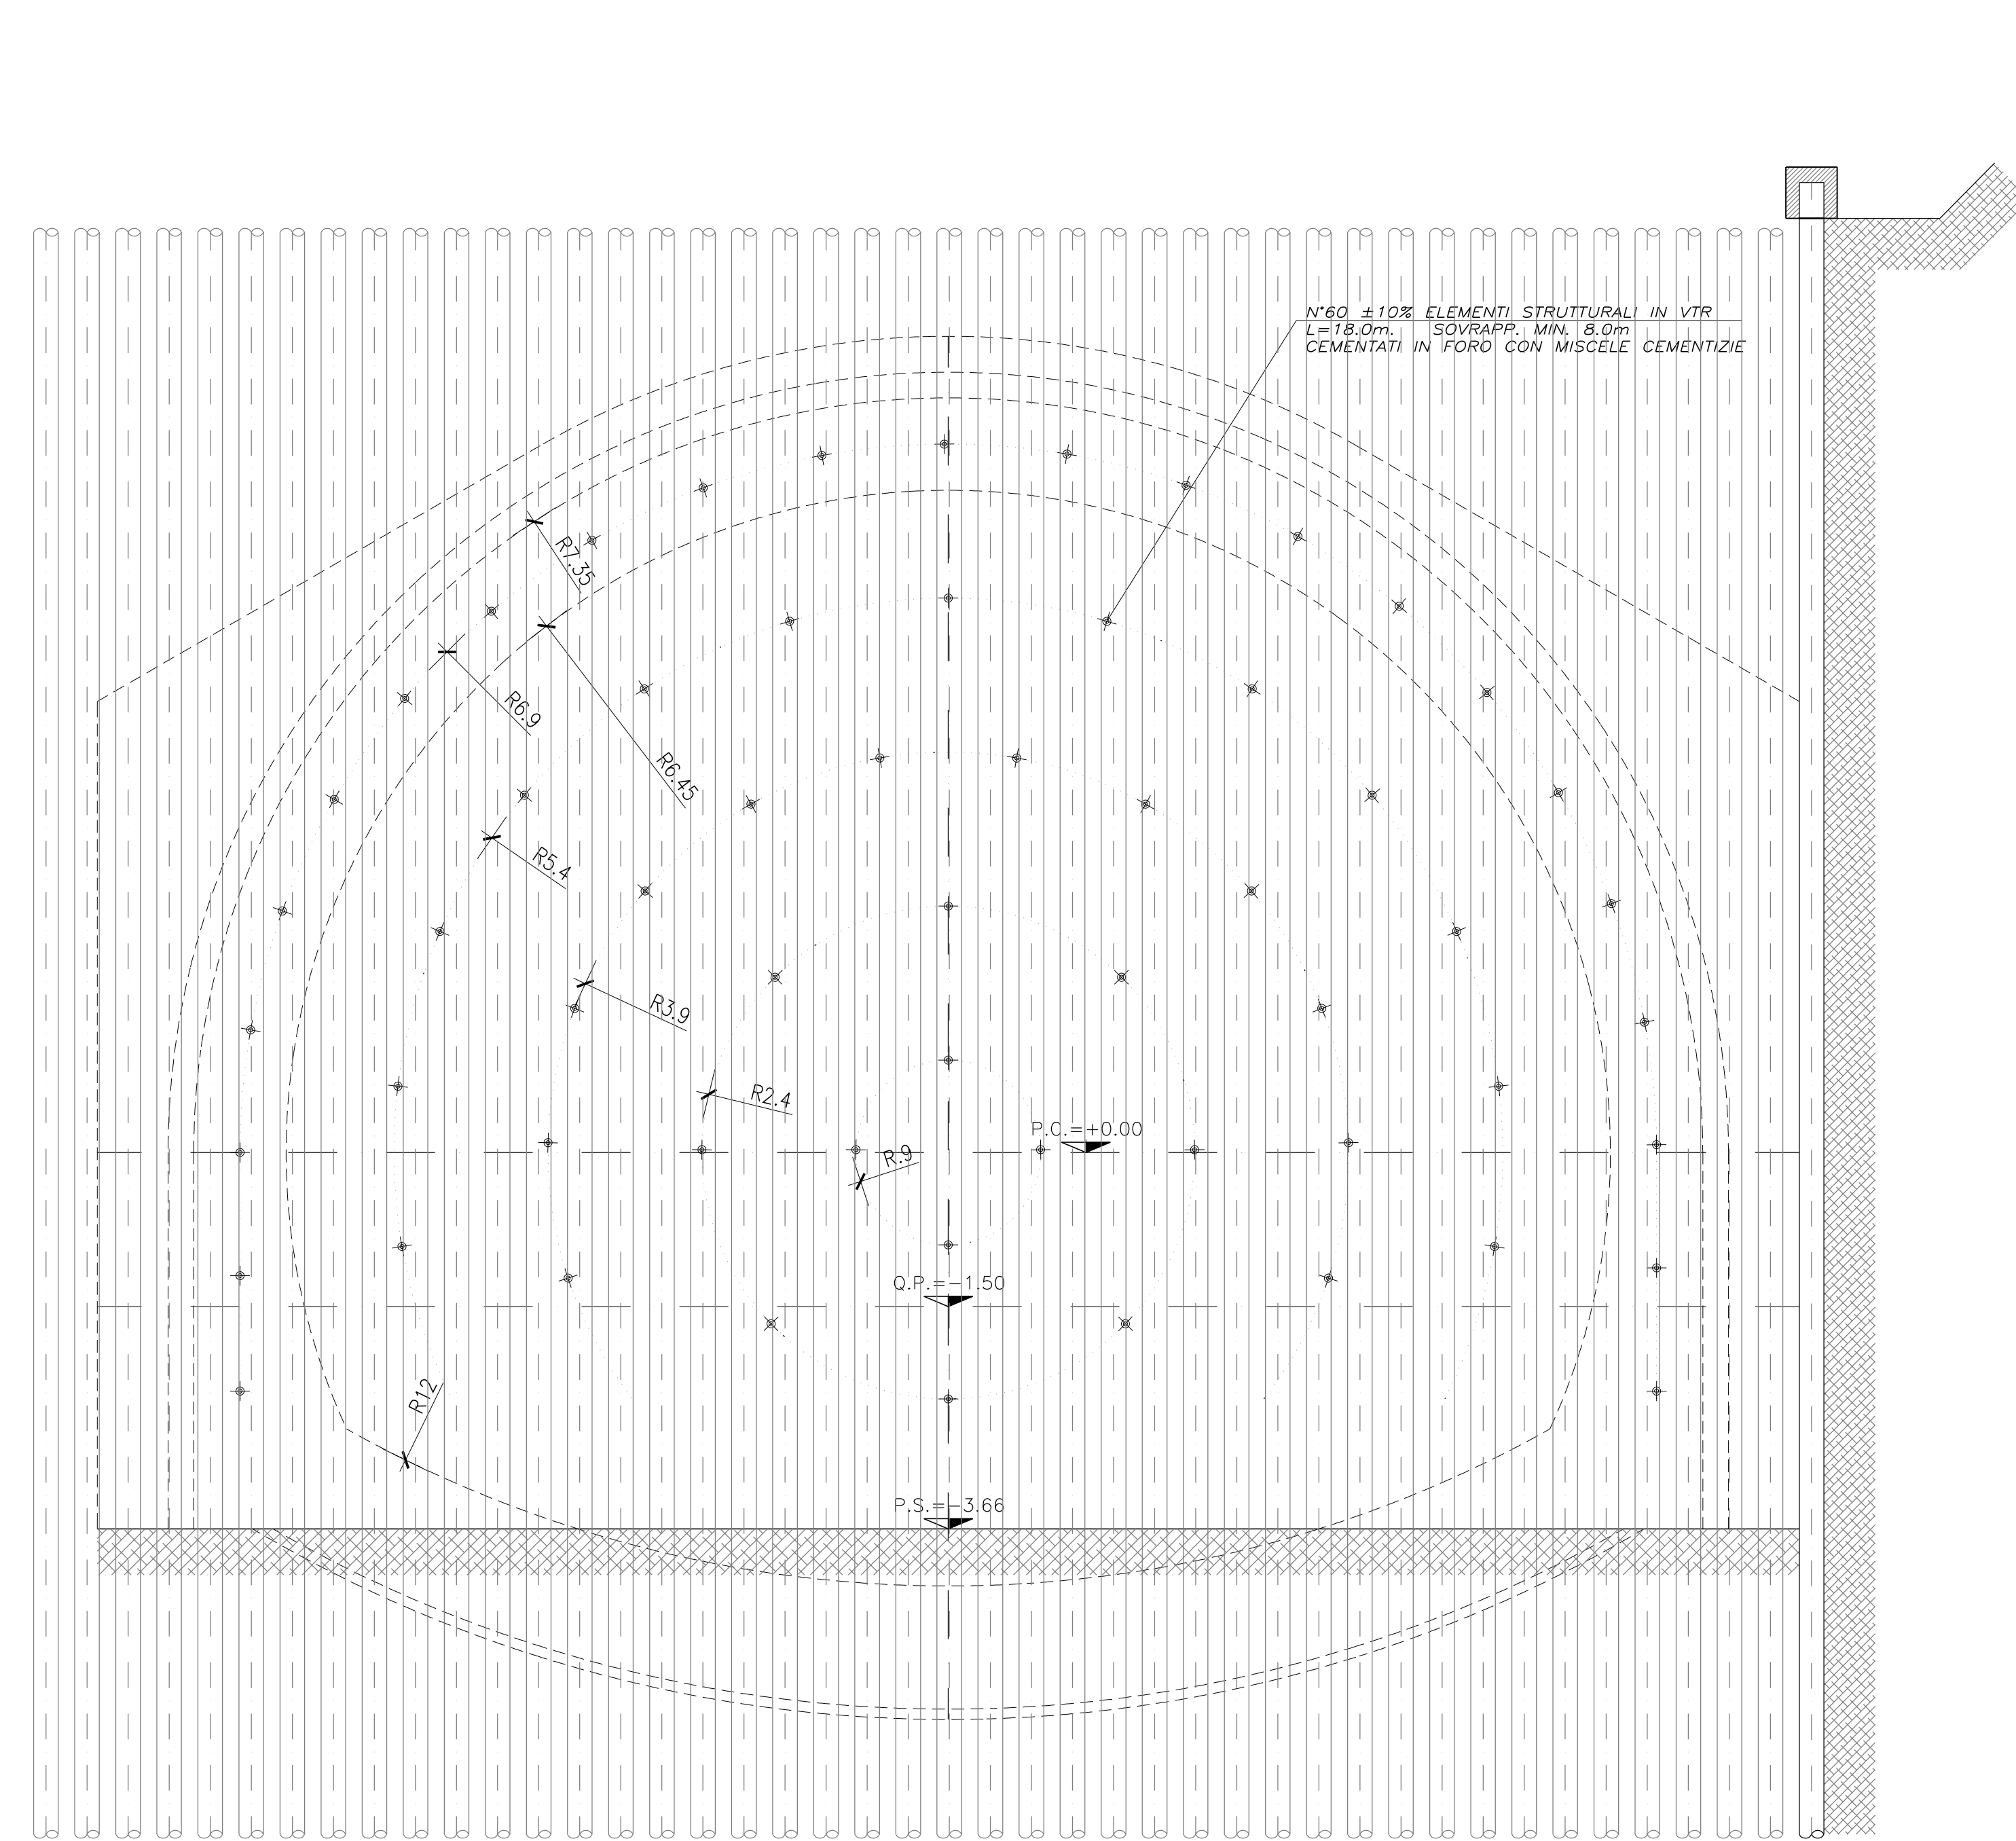 N°60 ±10% ELEMENTI STRUTTURALI IN VTR
L=18.0m. SOVRAPP. MIN. 8.0m
CEMENTATI IN FORO CON MISCELE CEMENTIZIE
R7.35
R6.9
R6.45
R5.4
R3.9
R2.4
P.C.=+0.00
R.9
Q.P.=-1.50
R12
P.S.=-3.66